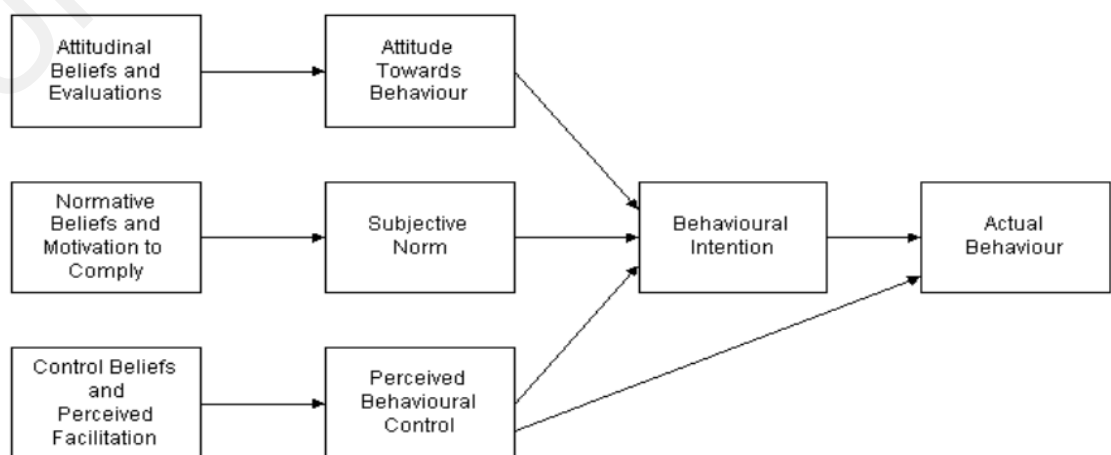 Attitudinal
Beliefs and
Evaluations
Attitude
Towards
Behaviour
Normative
Beliefs and
Motivation to
Comply
Subjective
Norm
Behavioural
Intention
Actual
Behaviour
Control Beliefs
and
Perceived
Facilitation
Perceived
Behavioural
Control